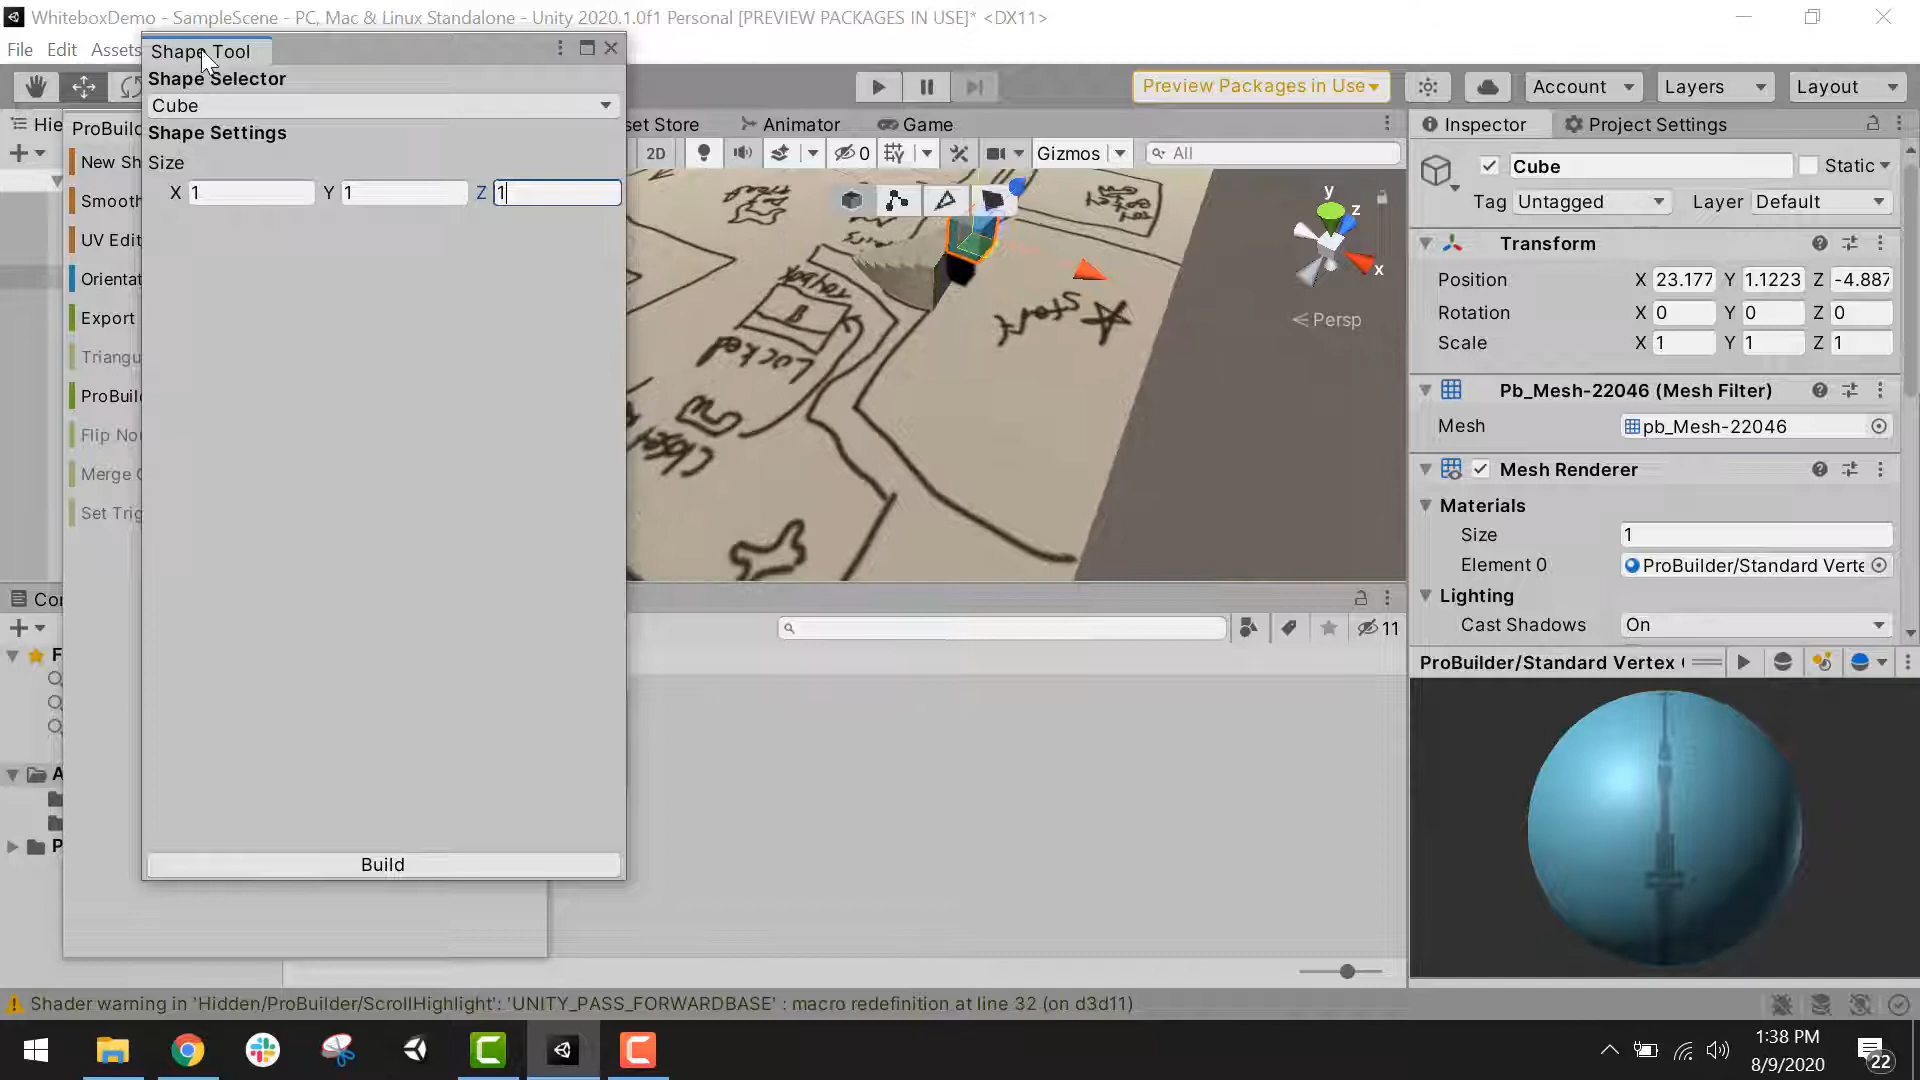 WhiteboxDemo - SampleScene - PC, Mac & Linux Standalone - Unity 2020.1.0f1 Personal [PREVIEW PACKAGES IN USE]* <DX11>
File Edit Assets
Shape Tool
Shape Selector
Cube
Shape Settings
Size
X 1 Y 1 Z 1
Build
Preview Packages in Use
Account
Layers
Layout
Hie
ProBuild
New Sh
Smooth
UV Edit
Orientat
Export
Triangu
ProBuil
Flip No
Merge
Set Trig
set Store
Animator
Game
2D
0
Gizmos
All
y
z
x
Persp
B
Locked
Start
Closet
Con
F
A
P
11
Inspector
Project Settings
Cube
Static
Tag Untagged Layer Default
Transform
Position X 23.177 Y 1.1223 Z -4.887
Rotation X 0 Y 0 Z 0
Scale X 1 Y 1 Z 1
Pb_Mesh-22046 (Mesh Filter)
Mesh pb_Mesh-22046
Mesh Renderer
Materials
Size 1
Element 0 ProBuilder/Standard Verte
Lighting
Cast Shadows On
ProBuilder/Standard Vertex
Shader warning in 'Hidden/ProBuilder/ScrollHighlight': 'UNITY_PASS_FORWARDBASE' : macro redefinition at line 32 (on d3d11)
1:38 PM
8/9/2020
22